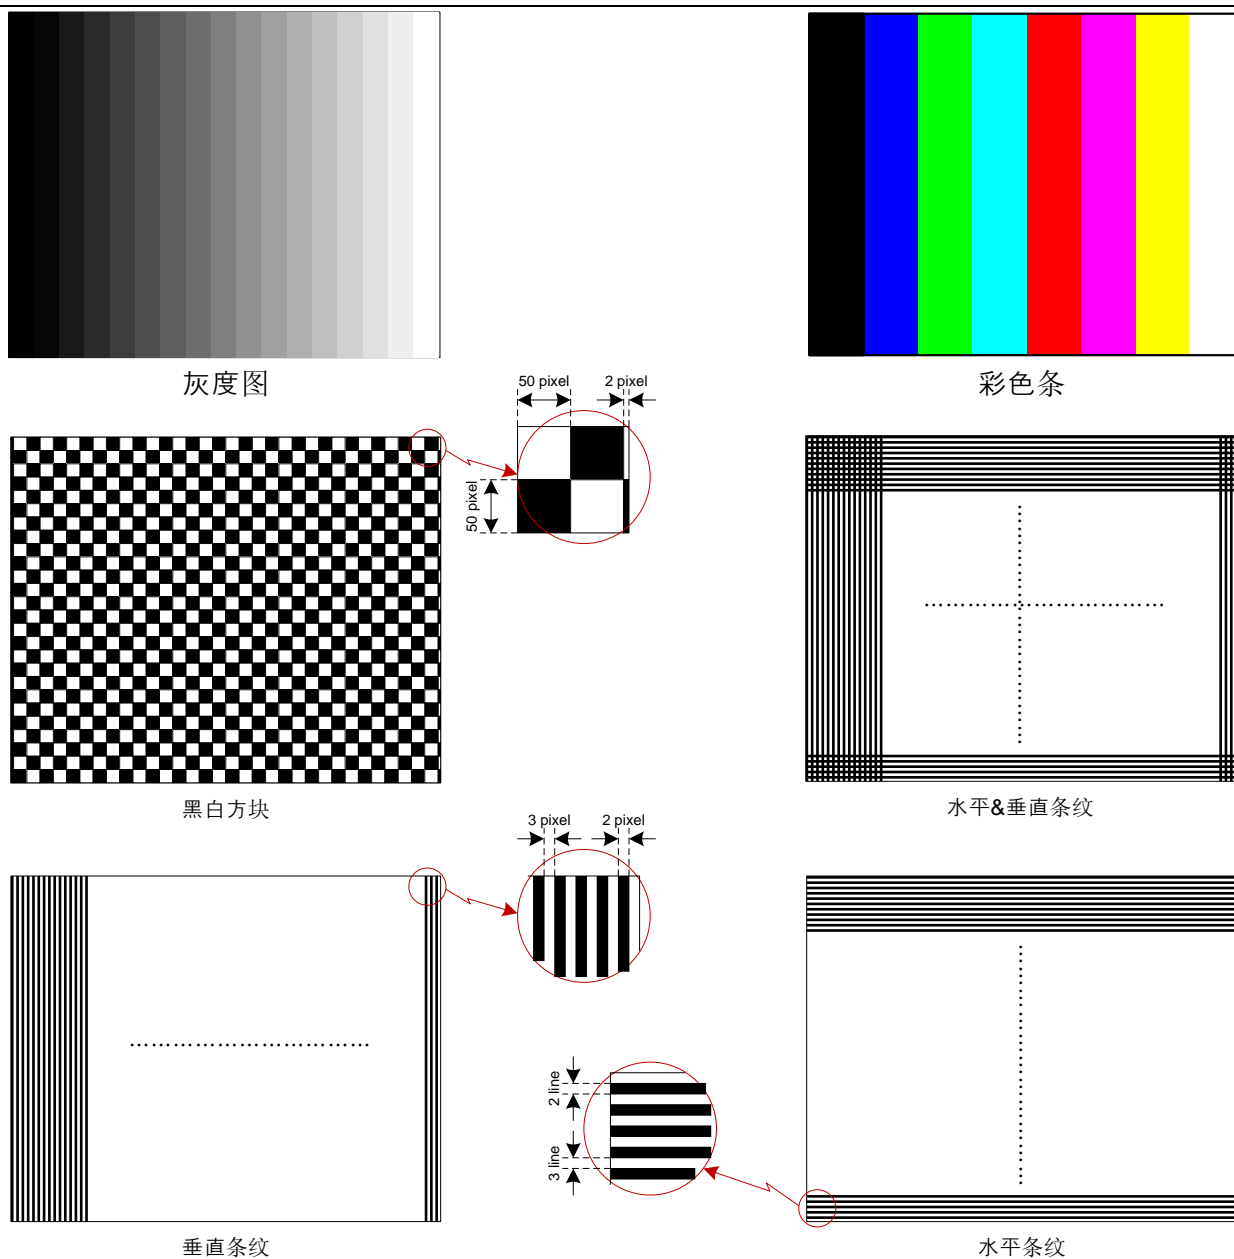 灰度图
彩色条
50 pixel
2 pixel
50 pixel
黑白方块
水平&垂直条纹
3 pixel
2 pixel
2 line
3 line
垂直条纹
水平条纹